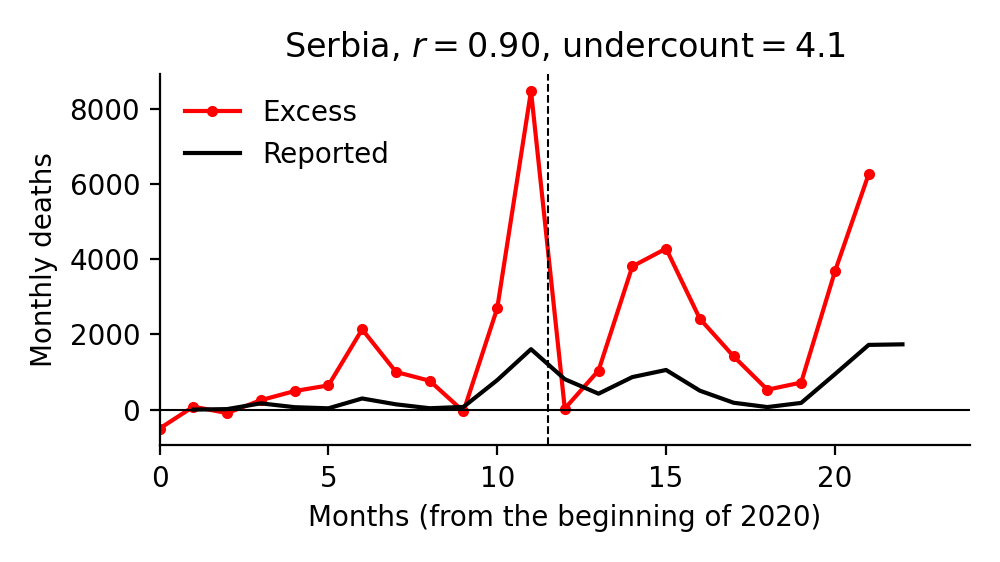 Serbia, r = 0.90, undercount = 4.1
Excess
Reported
Monthly deaths
8000
6000
4000
2000
0
0 5 10 15 20
Months (from the beginning of 2020)